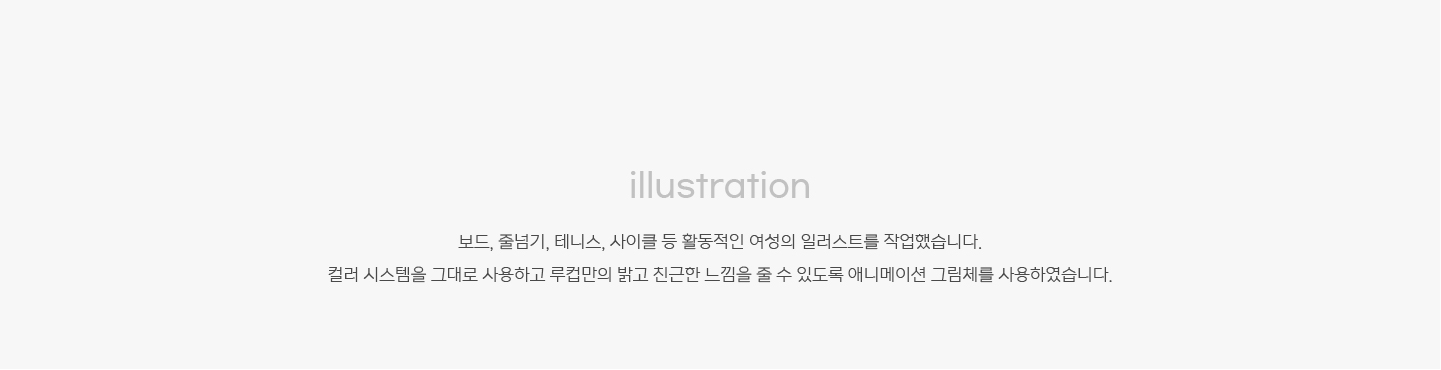 illustration
보드, 줄넘기, 테니스, 사이클 등 활동적인 여성의 일러스트를 작업했습니다.
컬러 시스템을 그대로 사용하고 루컵만의 밝고 친근한 느낌을 줄 수 있도록 애니메이션 그림체를 사용하였습니다.